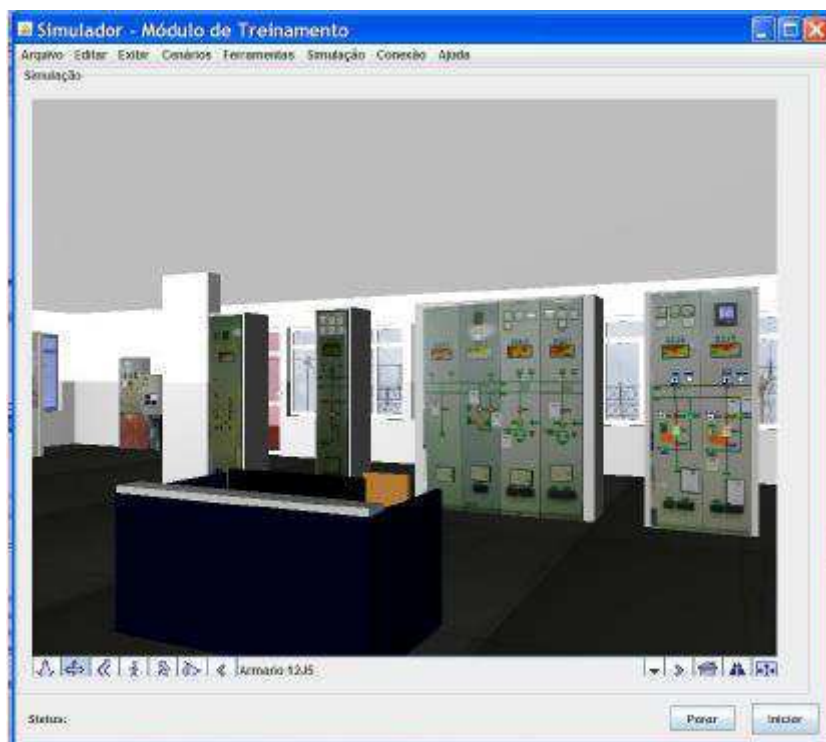 Simulador - Módulo de Treinamento
Arquivo Editar Exibir Cenários Ferramentas Simulação Conexão Ajuda
Simulação
Armario 12J5
Status:
Parar
Iniciar